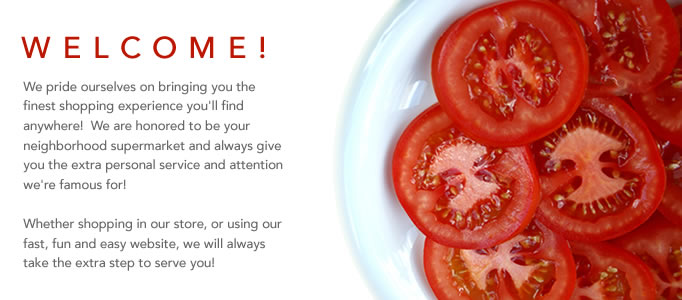 WELCOME!
We pride ourselves on bringing you the
finest shopping experience you'll find
anywhere!  We are honored to be your
neighborhood supermarket and always give
you the extra personal service and attention
we're famous for!
Whether shopping in our store, or using our
fast, fun and easy website, we will always
take the extra step to serve you!